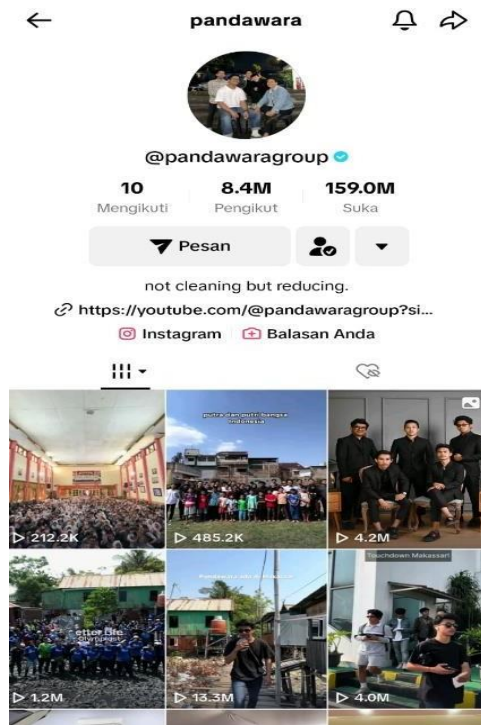 pandawara
@pandawaragroup
10 8.4M 159.0M
Mengikuti Pengikut Suka
Pesan
not cleaning but reducing.
https://youtube.com/@pandawaragroup?si...
Instagram Balasan Anda
putra dan putri bangsa
indonesia
212.2K 485.2K 4.2M
Touchdown Makassar!
etter life
1.2M 13.3M 4.0M